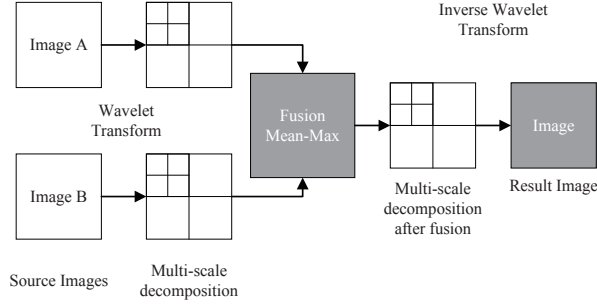 Inverse Wavelet
Transform
Image A
Wavelet
Transform
Fusion
Mean-Max
Image
Image B
Multi-scale
decomposition
after fusion
Result Image
Source Images
Multi-scale
decomposition